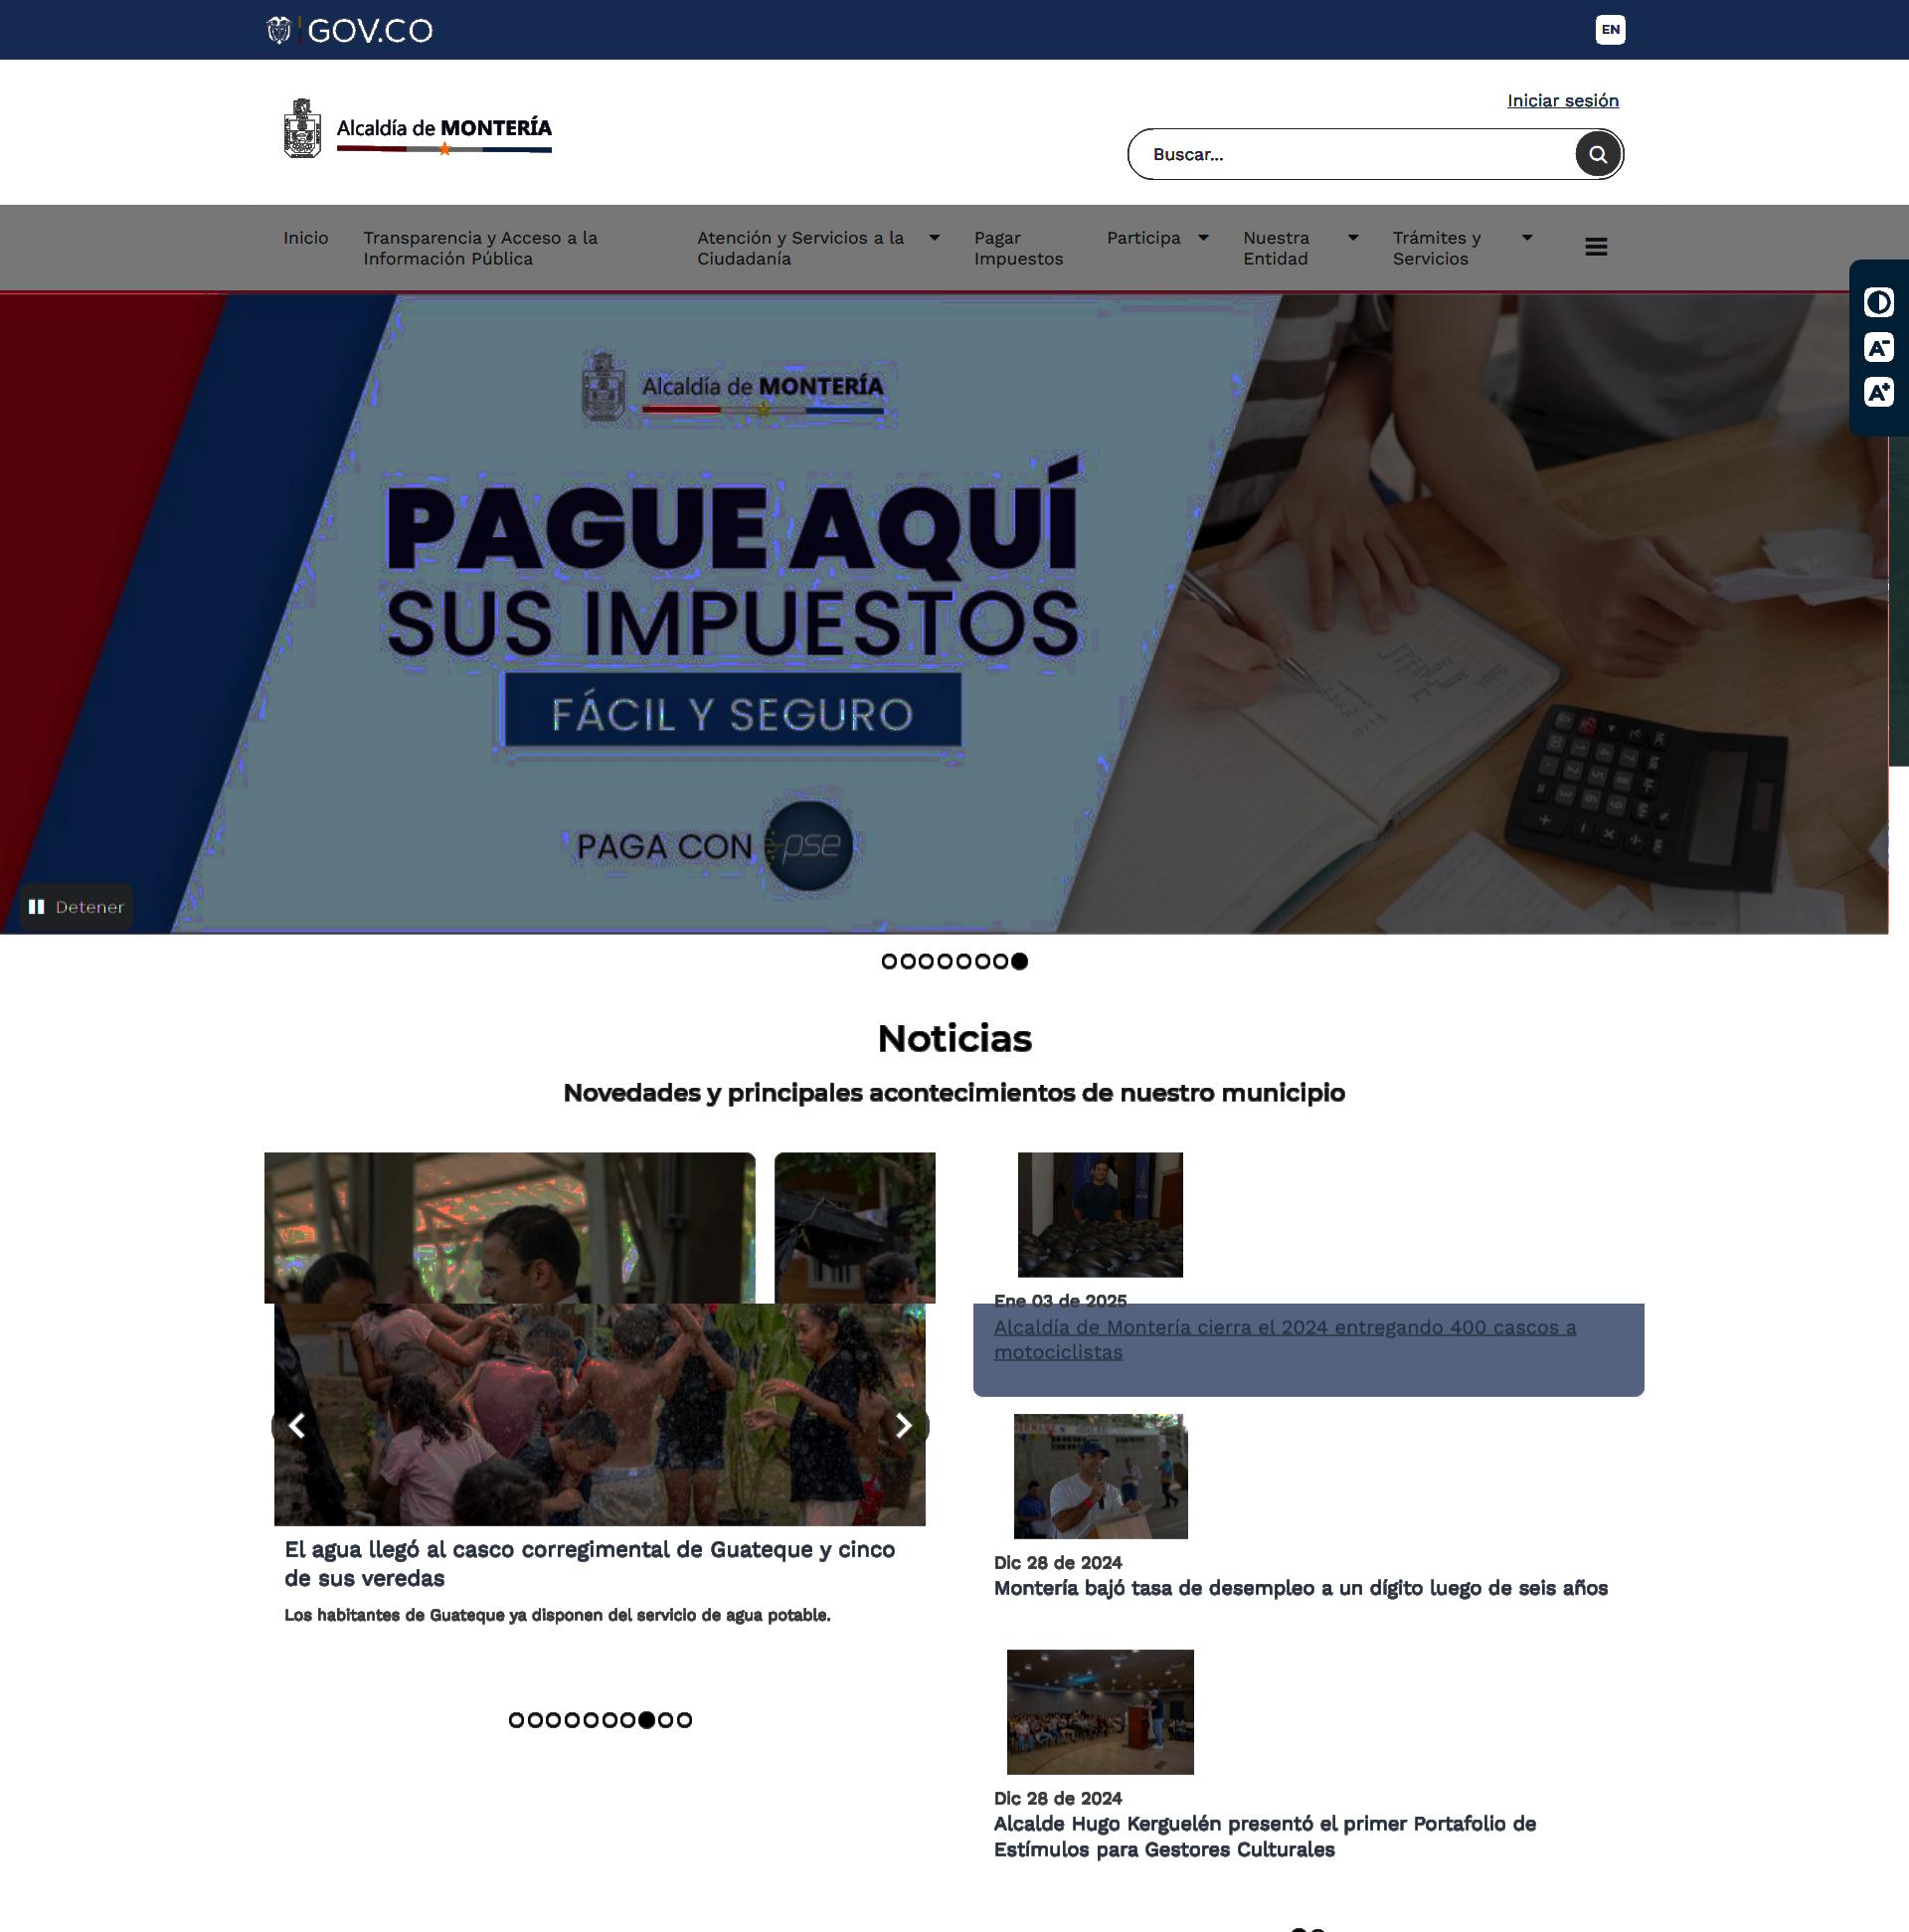 GOV.CO
EN
Iniciar sesión
Alcaldía de MONTERÍA
Buscar...
Inicio
Transparencia y Acceso a la
Información Pública
Atención y Servicios a la
Ciudadanía
Pagar
Impuestos
Participa
Nuestra
Entidad
Trámites y
Servicios
A-
A+
Alcaldía de MONTERÍA
PAGUE AQUÍ
SUS IMPUESTOS
FÁCIL Y SEGURO
PAGA CON pse
Detener
Noticias
Novedades y principales acontecimientos de nuestro municipio
El agua llegó al casco corregimental de Guateque y cinco
de sus veredas
Los habitantes de Guateque ya disponen del servicio de agua potable.
Ene 03 de 2025
Alcaldía de Montería cierra el 2024 entregando 400 cascos a
motociclistas
Dic 28 de 2024
Montería bajó tasa de desempleo a un dígito luego de seis años
Dic 28 de 2024
Alcalde Hugo Kerguelén presentó el primer Portafolio de
Estímulos para Gestores Culturales